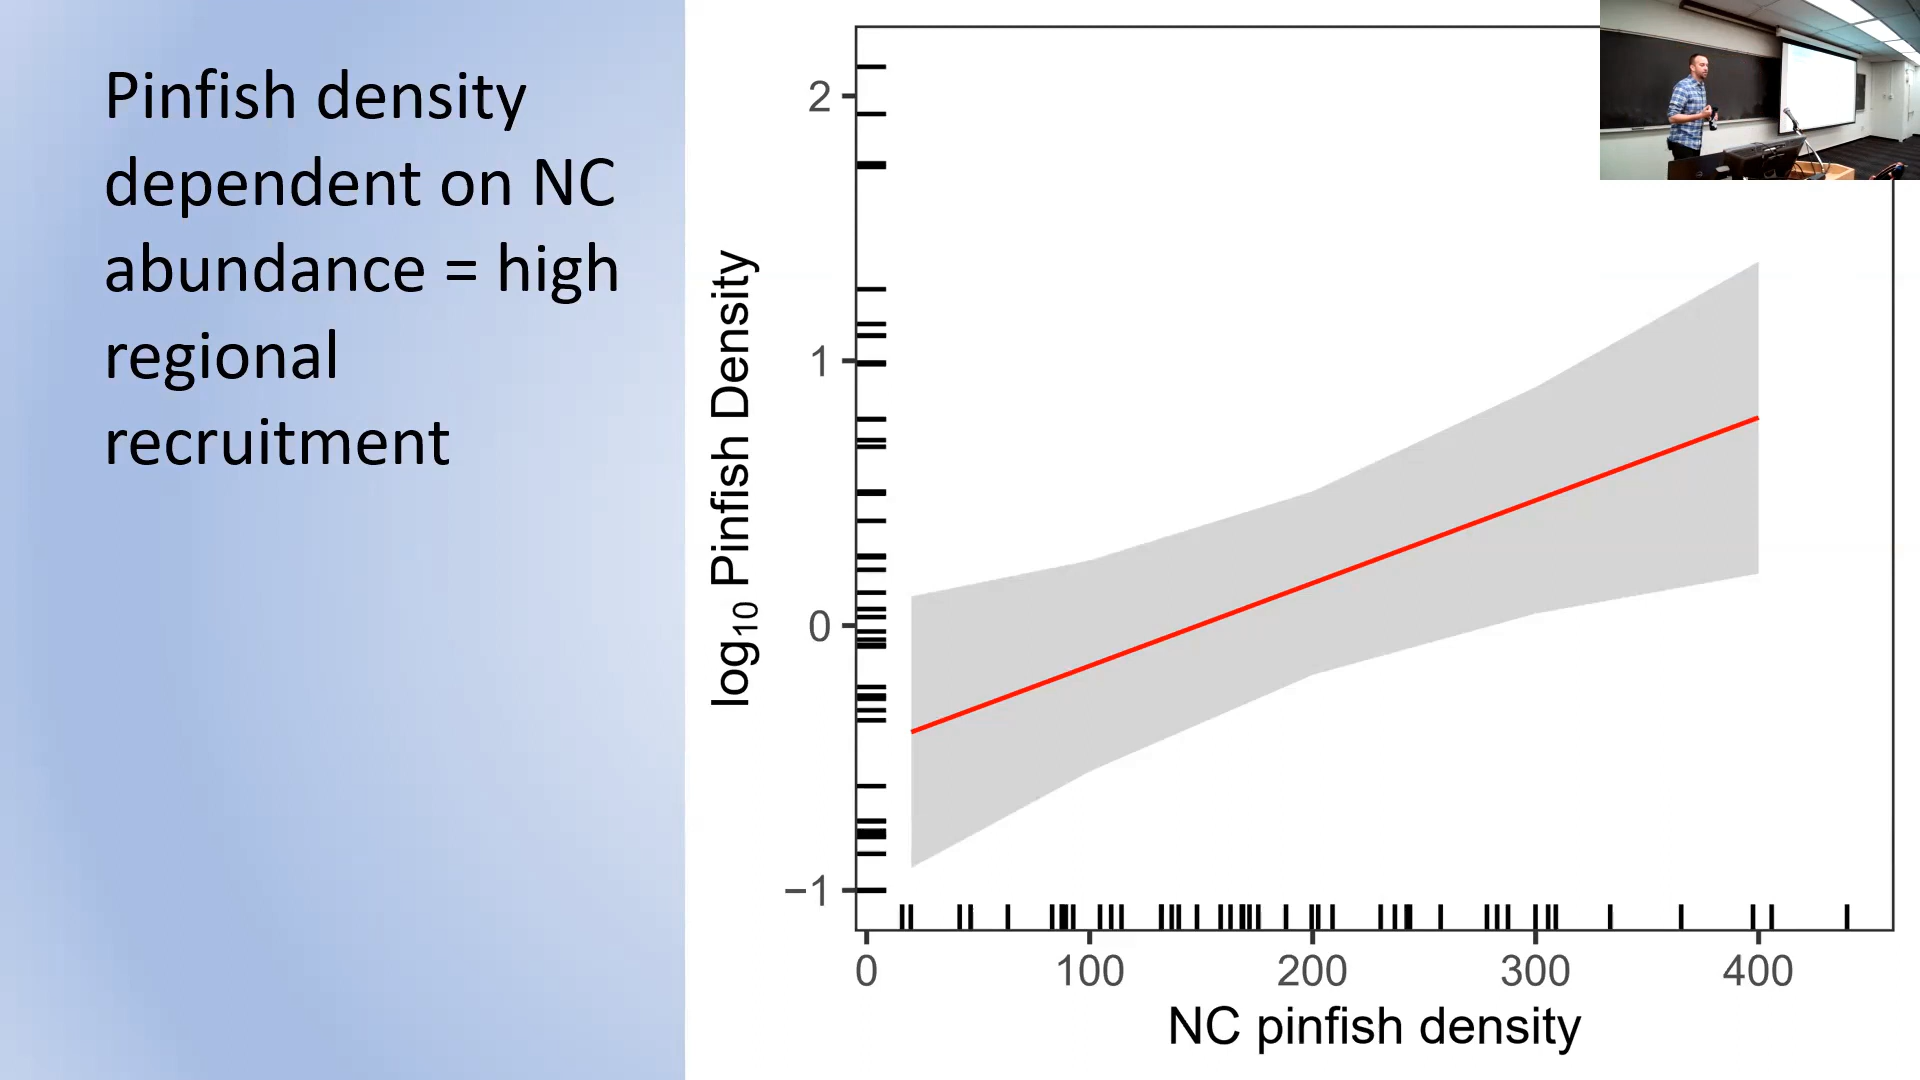 Pinfish density
dependent on NC
abundance = high
regional
recruitment
log₁₀ Pinfish Density
2
1
0
−1
0 100 200 300 400
NC pinfish density